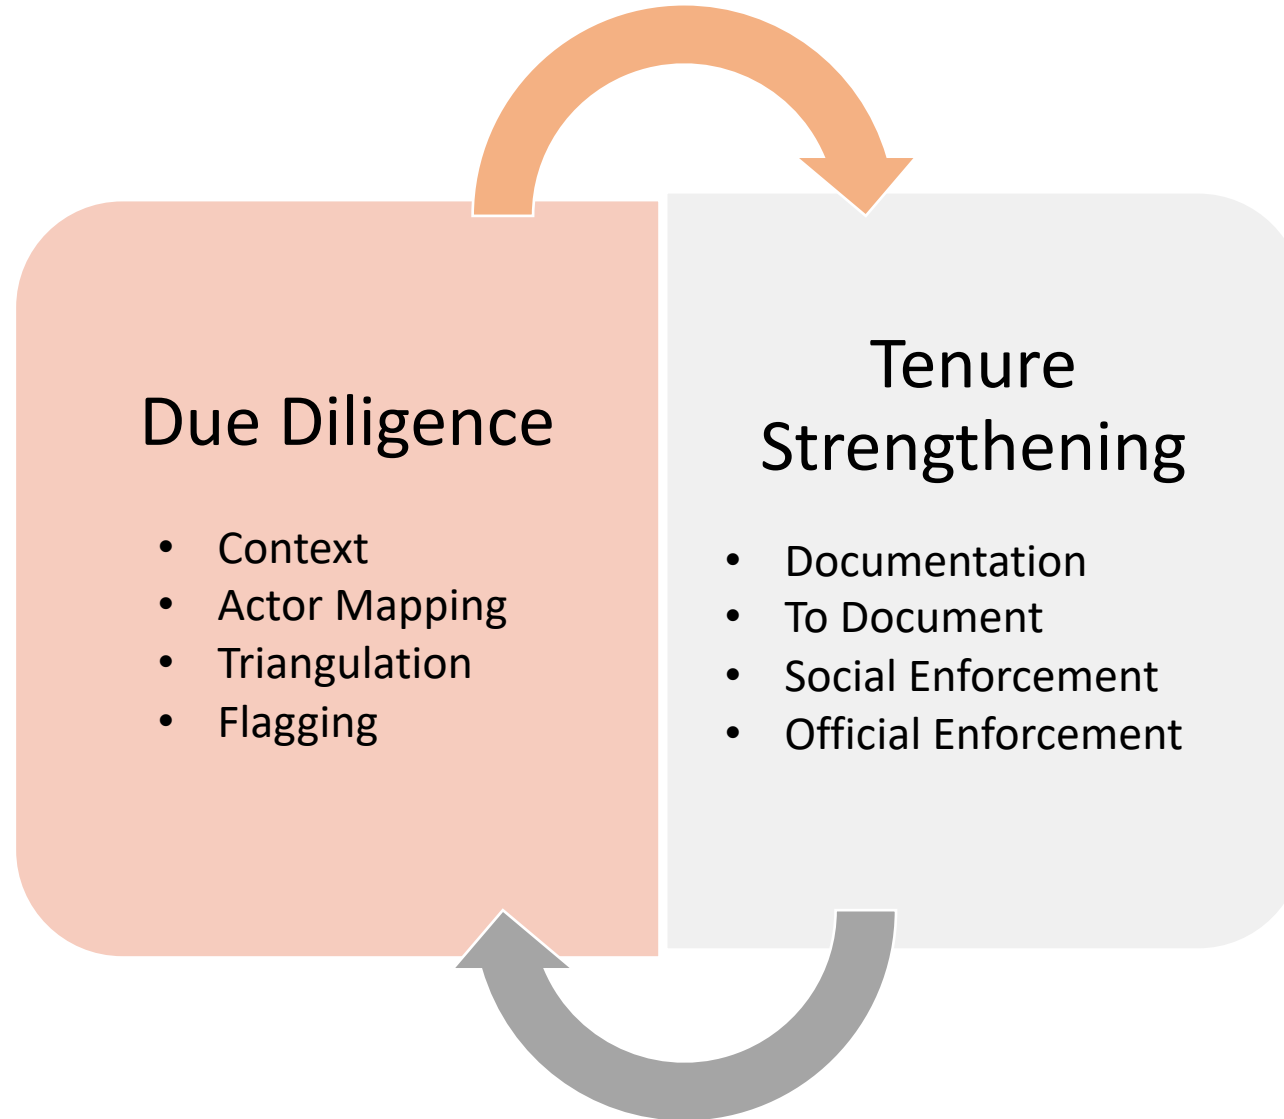 Due Diligence
• Context
• Actor Mapping
• Triangulation
• Flagging
Tenure
Strengthening
• Documentation
• To Document
• Social Enforcement
• Official Enforcement